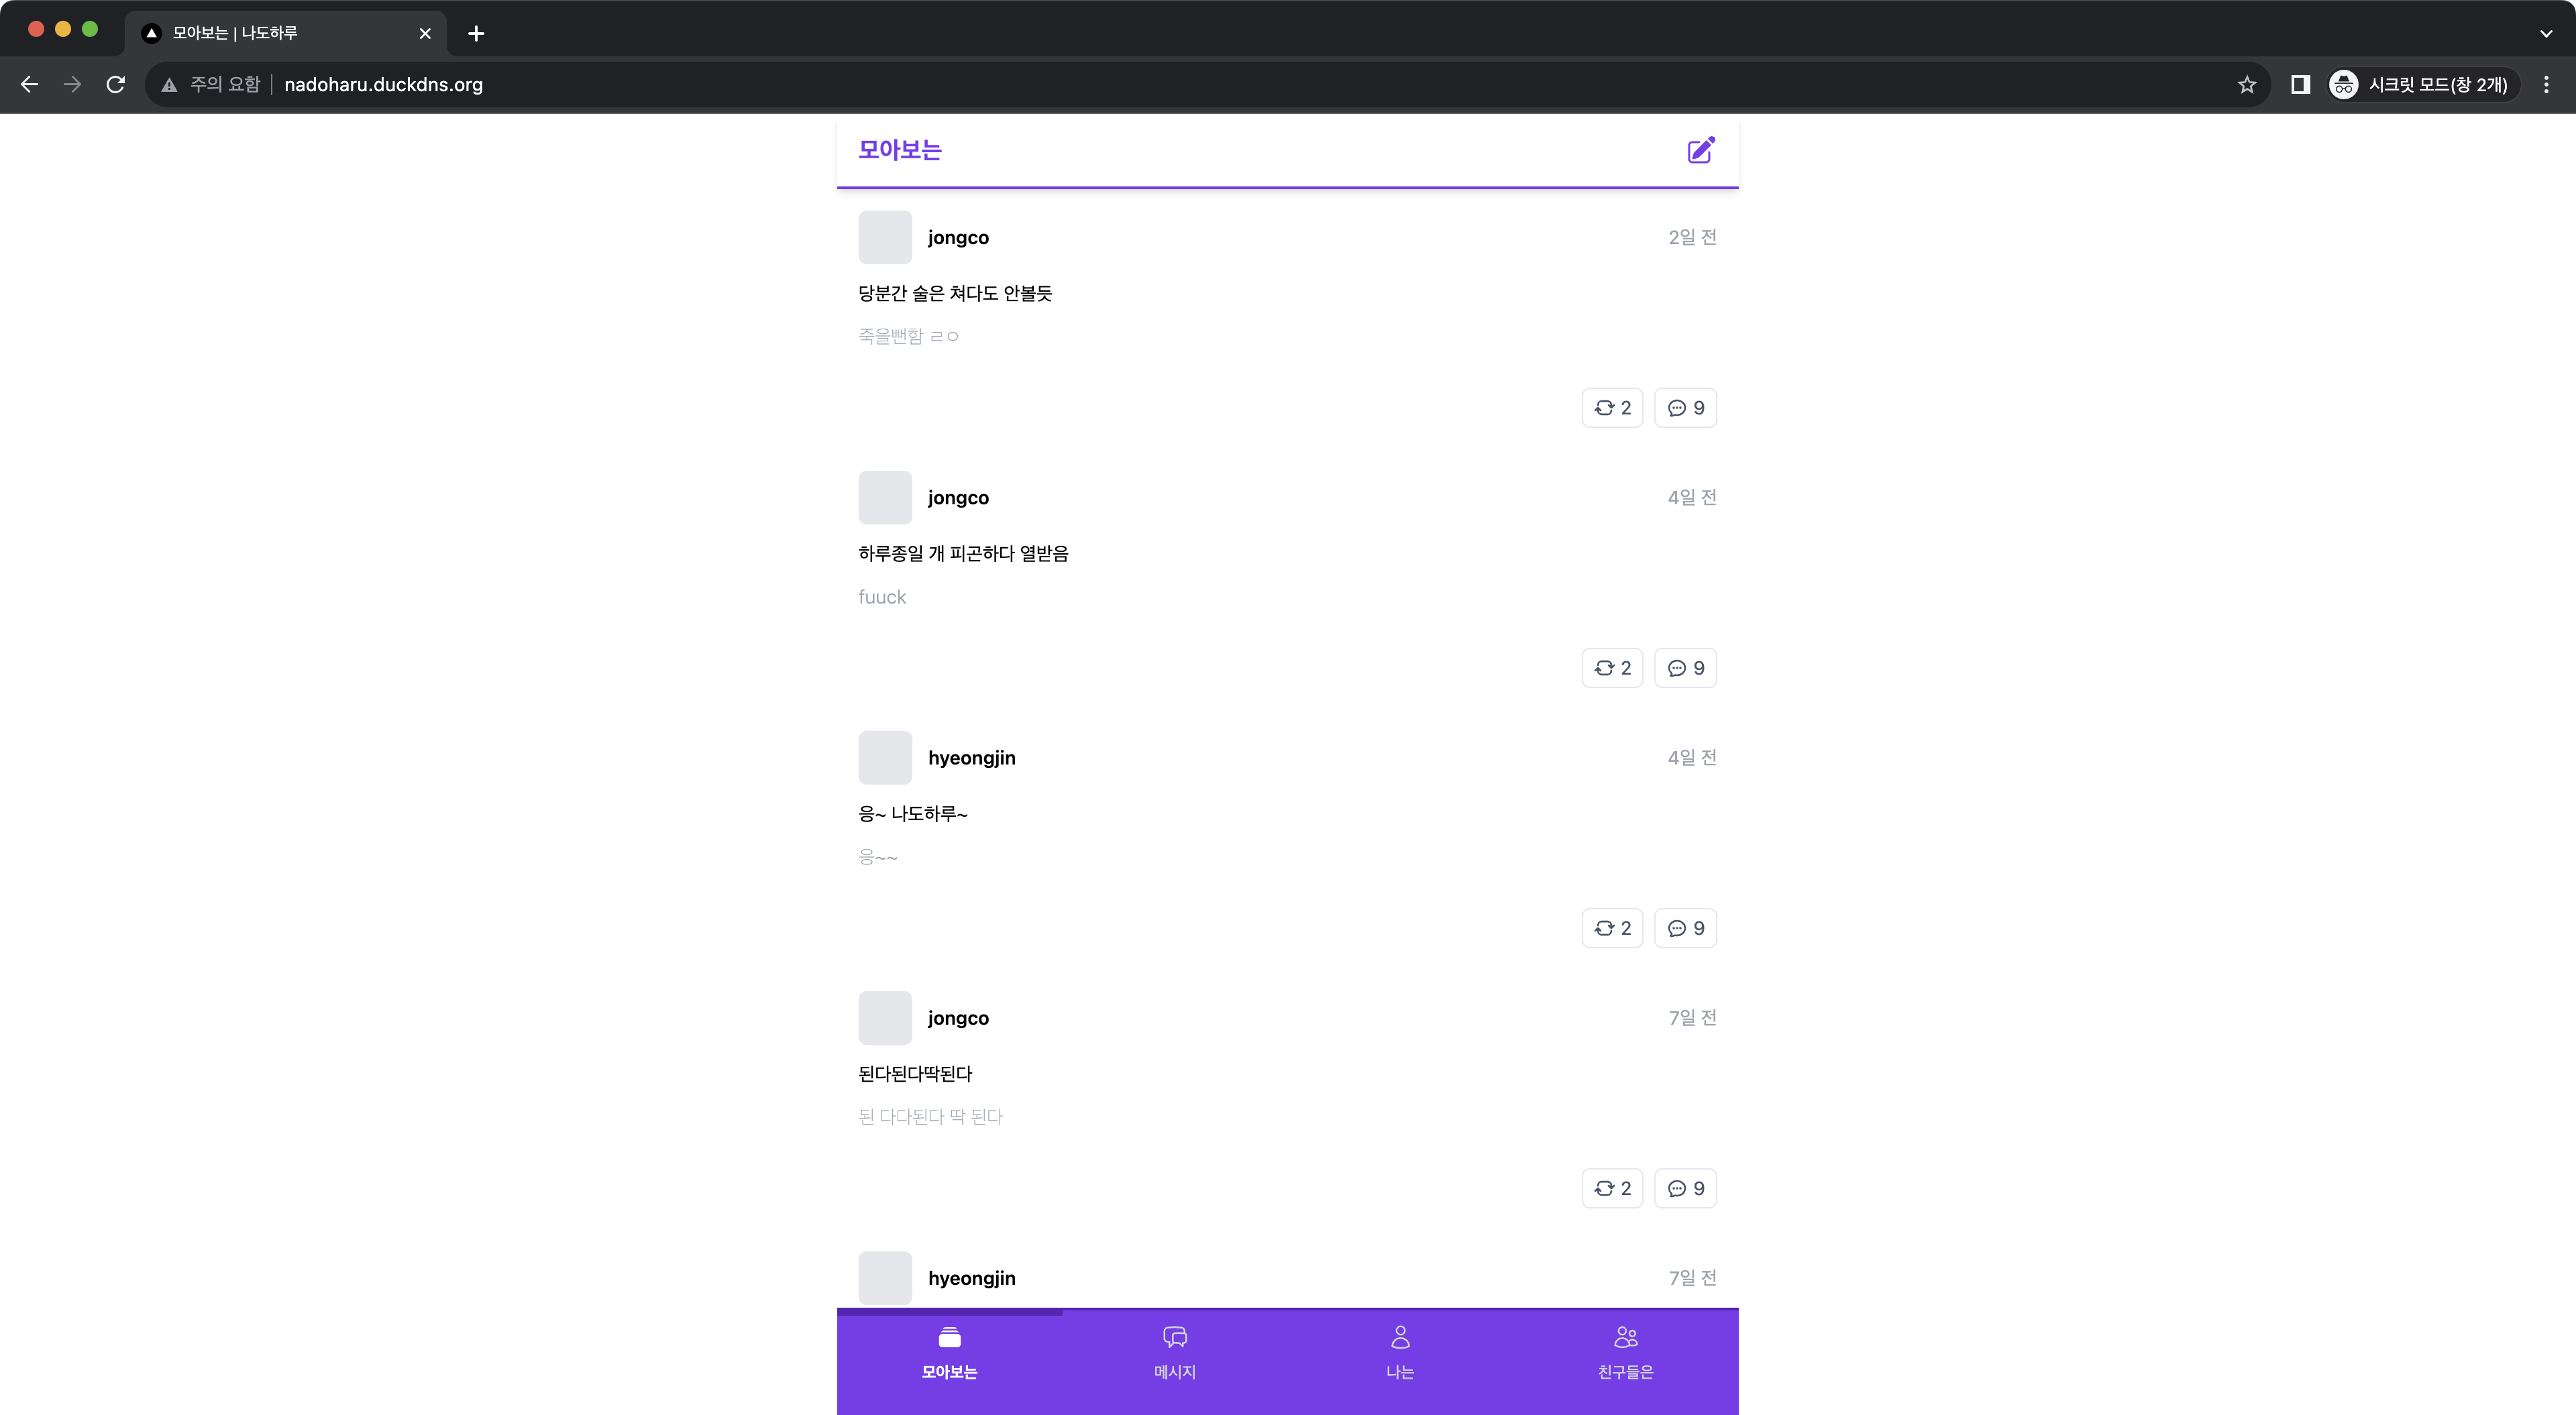 모아보는 | 나도하루
주의 요함 | nadoharu.duckdns.org
시크릿 모드(창 2개)
모아보는
jongco 2일 전
당분간 술은 쳐다도 안볼듯
죽을뻔함 ㄹㅇ
2 9
jongco 4일 전
하루종일 개 피곤하다 열받음
fuuck
2 9
hyeongjin 4일 전
응~ 나도하루~
응~~
2 9
jongco 7일 전
된다된다딱된다
된 다다된다 딱 된다
2 9
hyeongjin 7일 전
모아보는 메시지 나는 친구들은